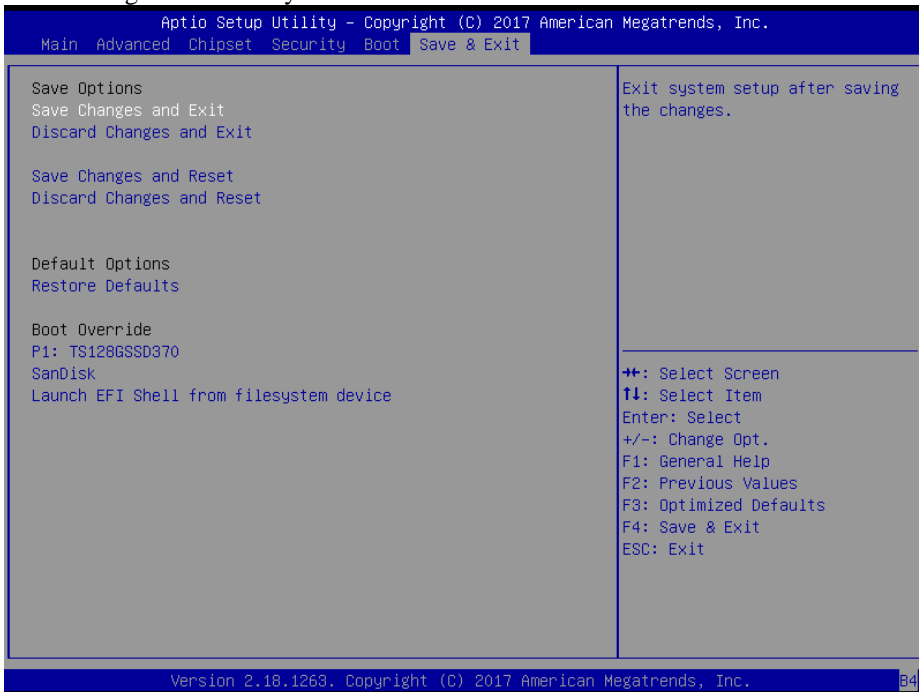 Aptio Setup Utility – Copyright (C) 2017 American Megatrends, Inc.
Main Advanced Chipset Security Boot Save & Exit
Save Options
Save Changes and Exit
Discard Changes and Exit
Save Changes and Reset
Discard Changes and Reset
Default Options
Restore Defaults
Boot Override
P1: TS128GSSD370
SanDisk
Launch EFI Shell from filesystem device
Exit system setup after saving
the changes.
→←: Select Screen
↑↓: Select Item
Enter: Select
+/-: Change Opt.
F1: General Help
F2: Previous Values
F3: Optimized Defaults
F4: Save & Exit
ESC: Exit
Version 2.18.1263. Copyright (C) 2017 American Megatrends, Inc.
B4